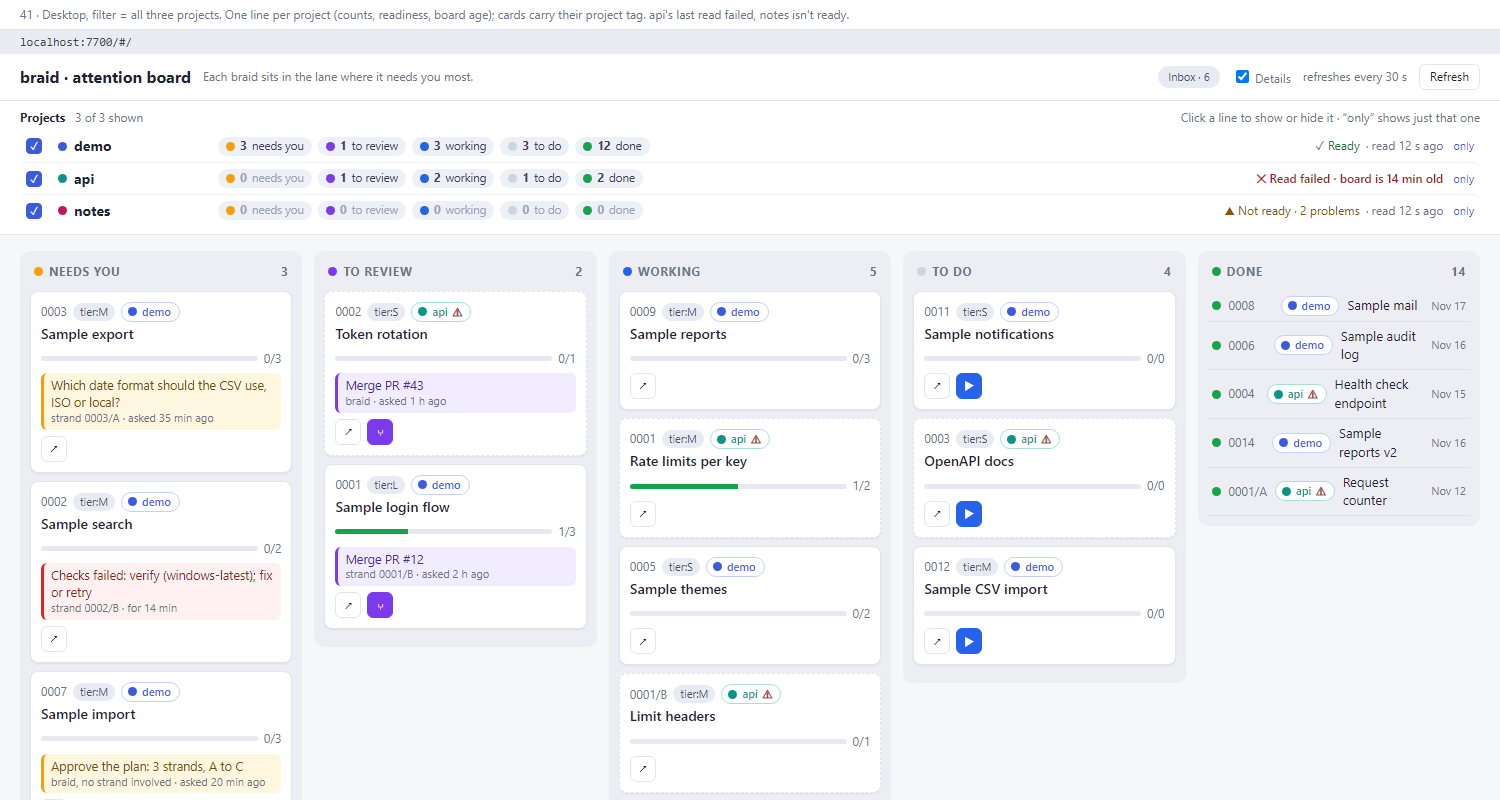 41 · Desktop, filter = all three projects. One line per project (counts, readiness, board age); cards carry their project tag. api's last read failed, notes isn't ready.
localhost:7700/#/
braid · attention board Each braid sits in the lane where it needs you most. Inbox · 6 Details refreshes every 30 s Refresh
Projects 3 of 3 shown Click a line to show or hide it · “only” shows just that one
demo 3 needs you 1 to review 3 working 3 to do 12 done ✓ Ready · read 12 s ago only
api 0 needs you 1 to review 2 working 1 to do 2 done ✕ Read failed · board is 14 min old only
notes 0 needs you 0 to review 0 working 0 to do 0 done ▲ Not ready · 2 problems · read 12 s ago only
NEEDS YOU 3
0003 tier:M demo
Sample export
0/3
Which date format should the CSV use,
ISO or local?
strand 0003/A · asked 35 min ago
0002 tier:M demo
Sample search
0/2
Checks failed: verify (windows-latest); fix
or retry
strand 0002/B · for 14 min
0007 tier:M demo
Sample import
0/3
Approve the plan: 3 strands, A to C
braid, no strand involved · asked 20 min ago
TO REVIEW 2
0002 tier:S api
Token rotation
0/1
Merge PR #43
braid · asked 1 h ago
0001 tier:L demo
Sample login flow
1/3
Merge PR #12
strand 0001/B · asked 2 h ago
WORKING 5
0009 tier:M demo
Sample reports
0/3
0001 tier:M api
Rate limits per key
1/2
0005 tier:S demo
Sample themes
0/2
0001/B tier:M api
Limit headers
0/1
TO DO 4
0011 tier:S demo
Sample notifications
0/0
0003 tier:S api
OpenAPI docs
0/0
0012 tier:M demo
Sample CSV import
0/0
DONE 14
0008 demo Sample mail Nov 17
0006 demo Sample audit
log Nov 16
0004 api Health check
endpoint Nov 15
0014 demo Sample
reports v2 Nov 16
0001/A api Request
counter Nov 12